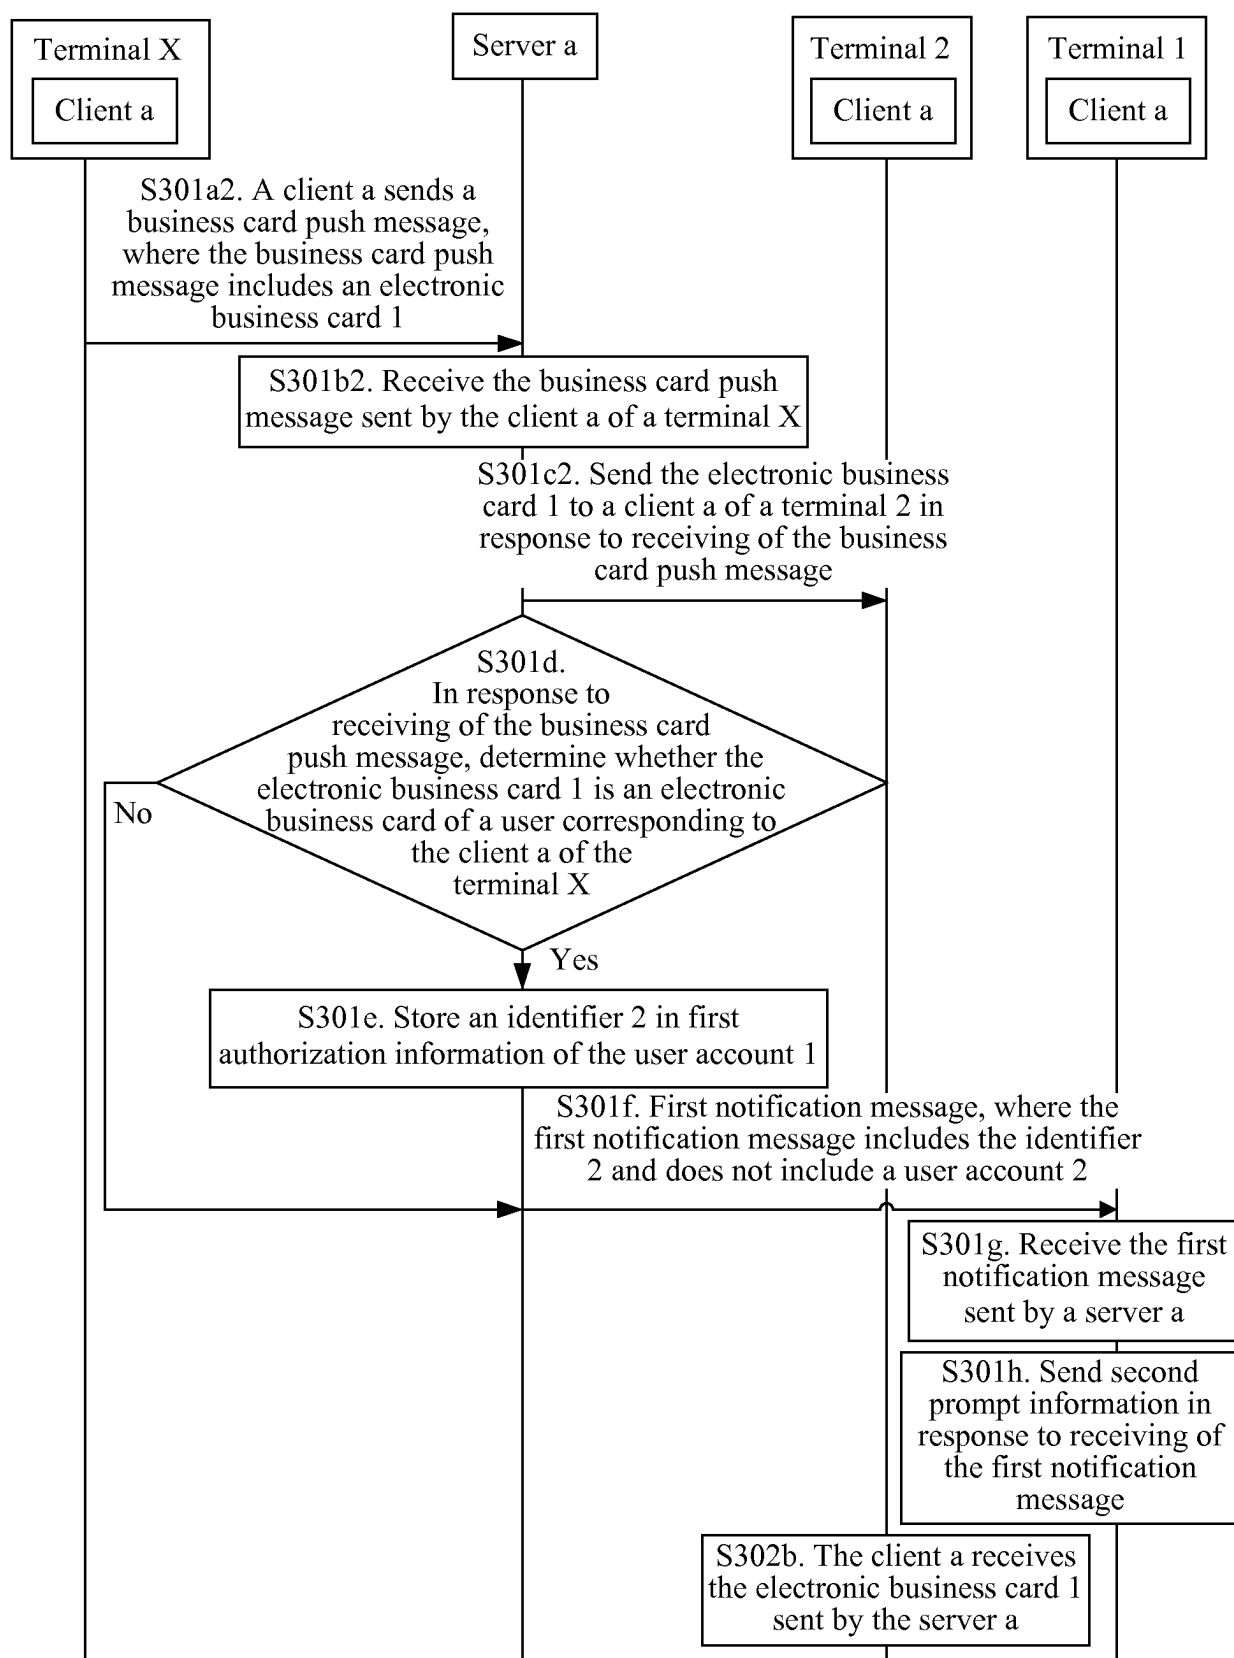 Terminal X
Client a
Server a
Terminal 2
Client a
Terminal 1
Client a
S301a2. A client a sends a
business card push message,
where the business card push
message includes an electronic
business card 1
S301b2. Receive the business card push
message sent by the client a of a terminal X
S301c2. Send the electronic business
card 1 to a client a of a terminal 2 in
response to receiving of the business
card push message
S301d.
In response to
receiving of the business card
push message, determine whether the
electronic business card 1 is an electronic
business card of a user corresponding to
the client a of the
terminal X
No
Yes
S301e. Store an identifier 2 in first
authorization information of the user account 1
S301f. First notification message, where the
first notification message includes the identifier
2 and does not include a user account 2
S301g. Receive the first
notification message
sent by a server a
S301h. Send second
prompt information in
response to receiving of
the first notification
message
S302b. The client a receives
the electronic business card 1
sent by the server a